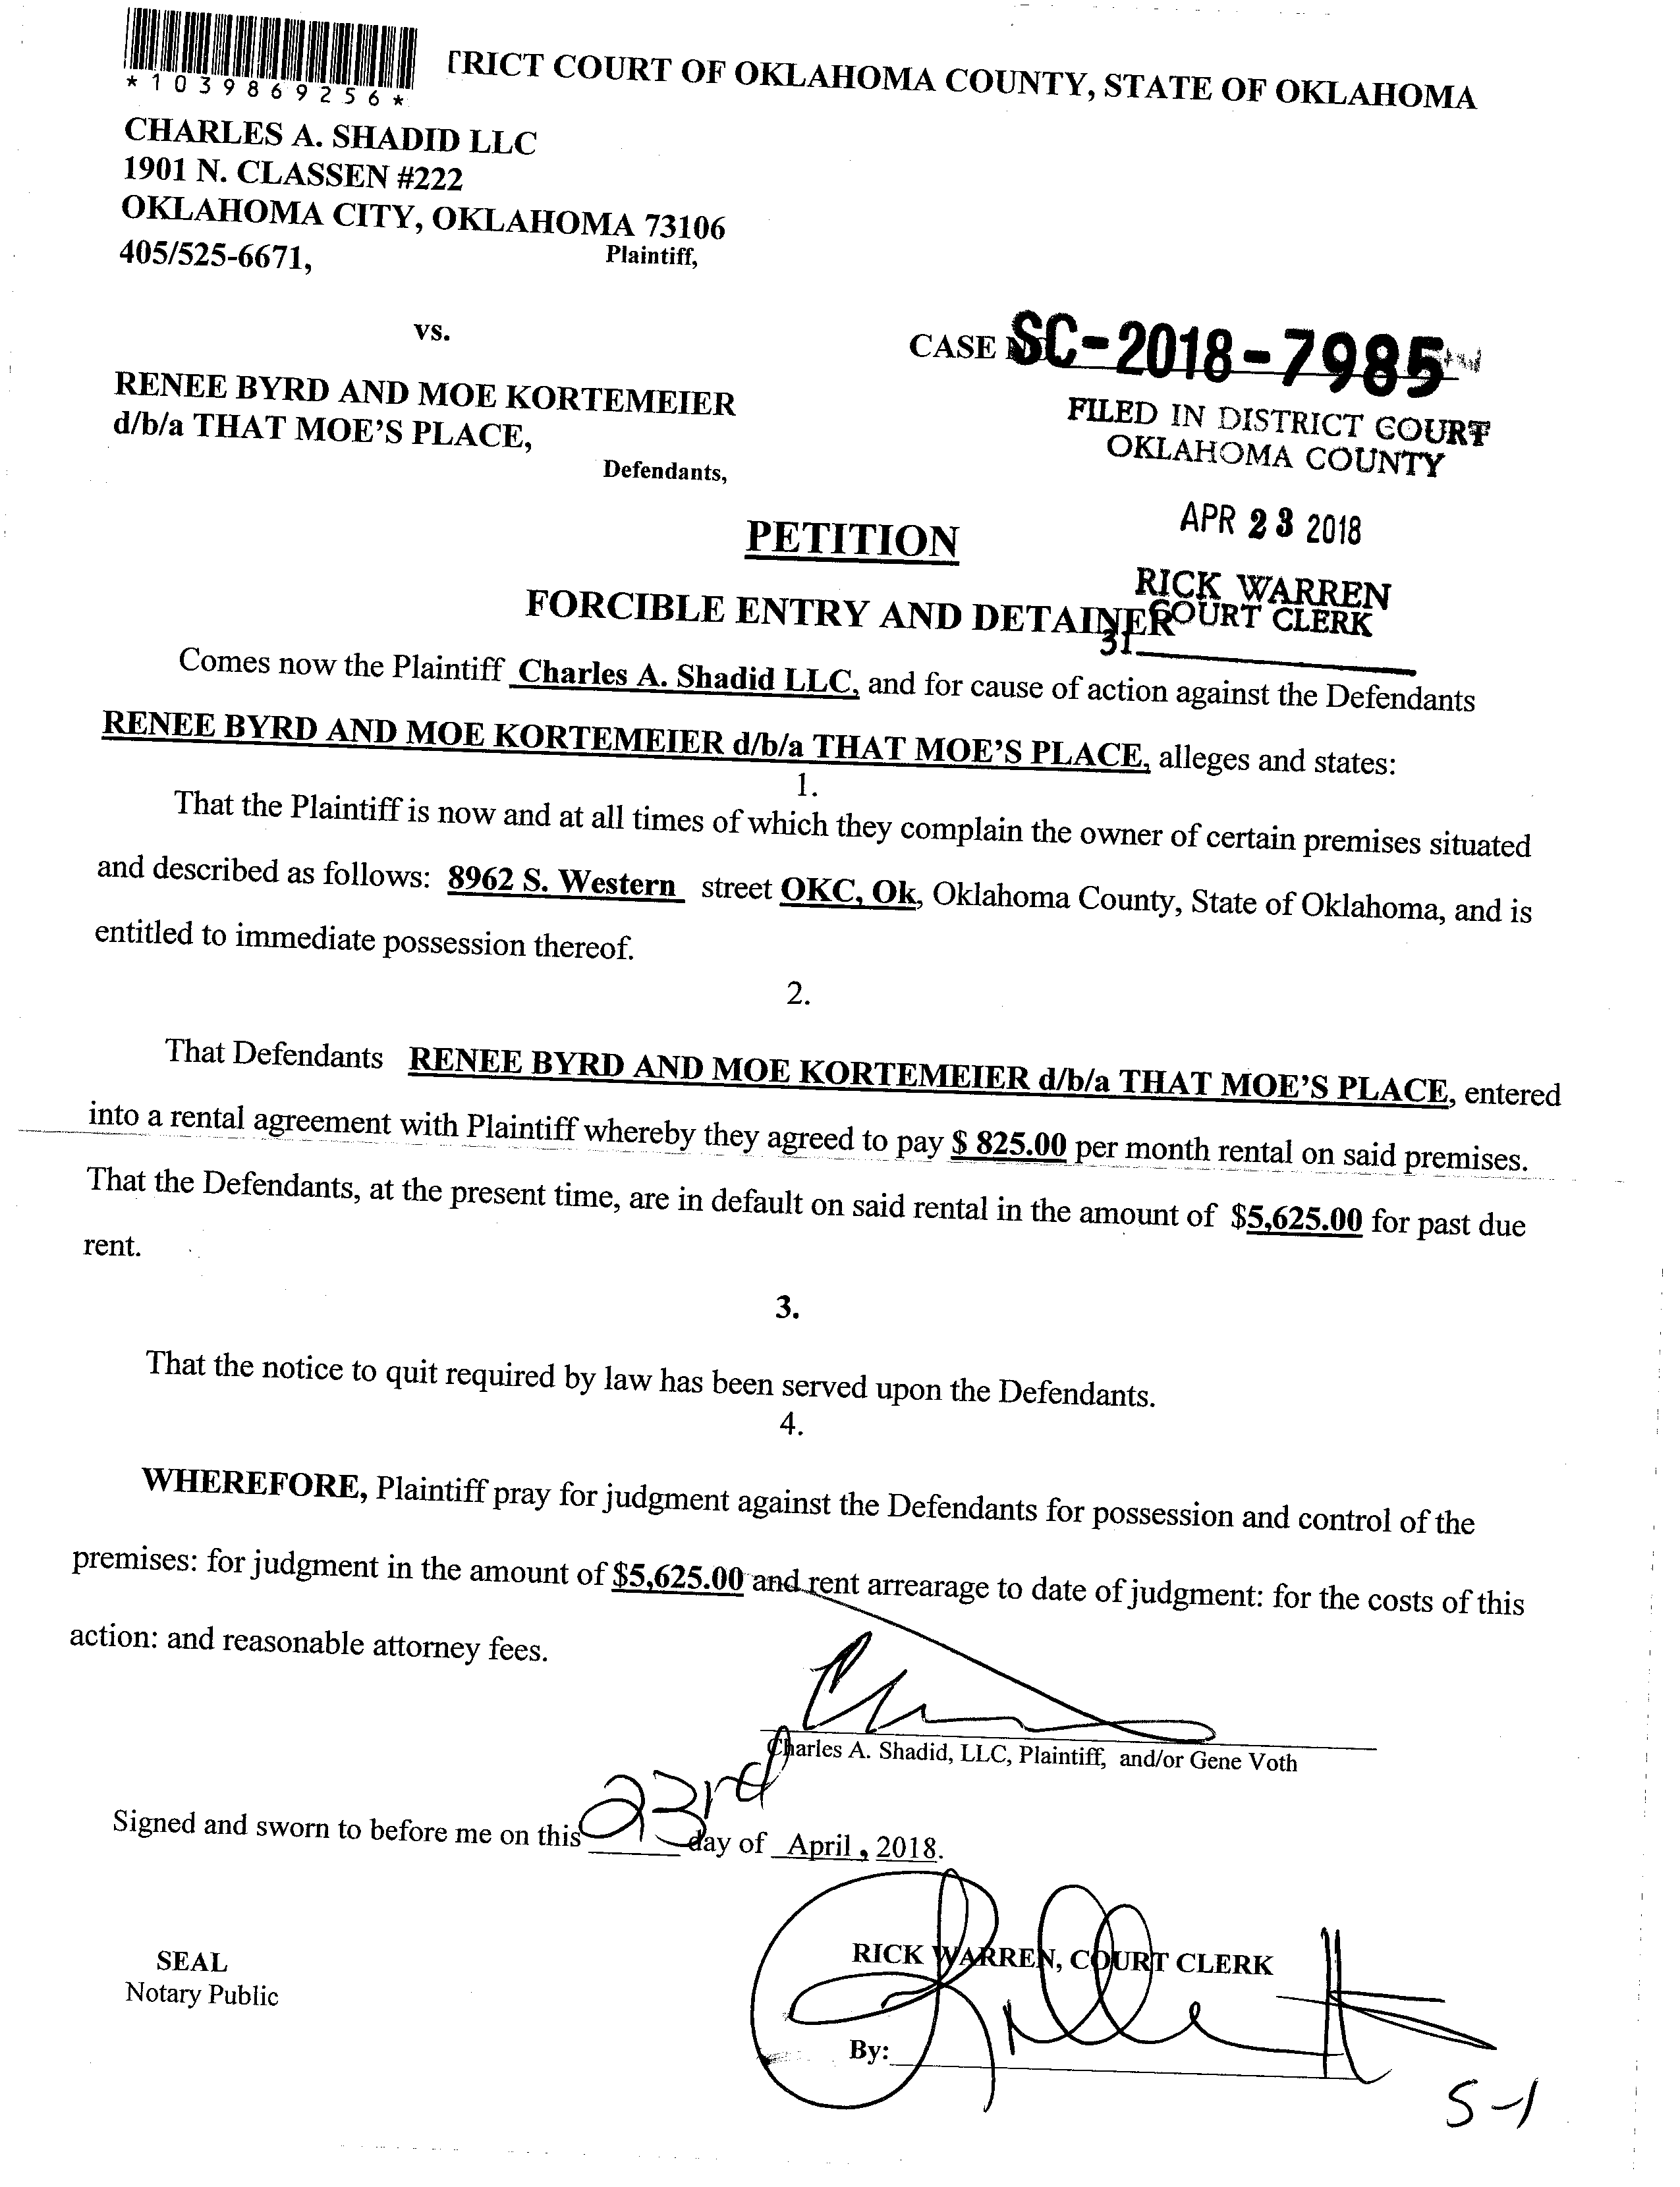 *1039869256*
TRICT COURT OF OKLAHOMA COUNTY, STATE OF OKLAHOMA
CHARLES A. SHADID LLC
1901 N. CLASSEN #222
OKLAHOMA CITY, OKLAHOMA 73106
405/525-6671,
Plaintiff,
vs.
CASE NO
SC-2018-7985
RENEE BYRD AND MOE KORTEMEIER
d/b/a THAT MOE'S PLACE,
Defendants,
FILED IN DISTRICT COURT
OKLAHOMA COUNTY
APR 23 2018
RICK WARREN
COURT CLERK
31
PETITION
FORCIBLE ENTRY AND DETAINER
Comes now the Plaintiff Charles A. Shadid LLC, and for cause of action against the Defendants
RENEE BYRD AND MOE KORTEMEIER d/b/a THAT MOE'S PLACE, alleges and states:
1.
That the Plaintiff is now and at all times of which they complain the owner of certain premises situated
and described as follows: 8962 S. Western street OKC, Ok, Oklahoma County, State of Oklahoma, and is
entitled to immediate possession thereof.
2.
That Defendants RENEE BYRD AND MOE KORTEMEIER d/b/a THAT MOE'S PLACE, entered
into a rental agreement with Plaintiff whereby they agreed to pay $ 825.00 per month rental on said premises.
That the Defendants, at the present time, are in default on said rental in the amount of $5,625.00 for past due
rent.
3.
That the notice to quit required by law has been served upon the Defendants.
4.
WHEREFORE, Plaintiff pray for judgment against the Defendants for possession and control of the
premises: for judgment in the amount of $5,625.00 and rent arrearage to date of judgment: for the costs of this
action: and reasonable attorney fees.
Charles A. Shadid, LLC, Plaintiff, and/or Gene Voth
Signed and sworn to before me on this 23rd day of April, 2018.
SEAL
Notary Public
RICK WARREN, COURT CLERK
By:
S-1